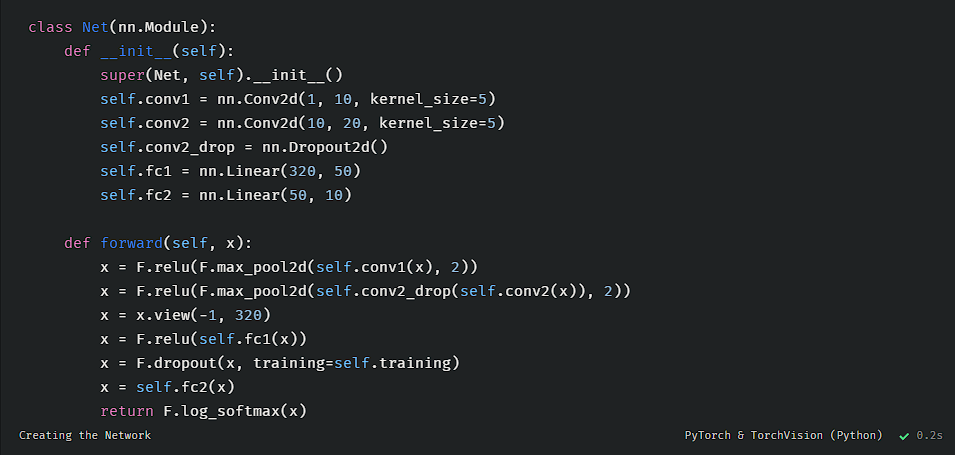 class Net(nn.Module):
    def __init__(self):
        super(Net, self).__init__()
        self.conv1 = nn.Conv2d(1, 10, kernel_size=5)
        self.conv2 = nn.Conv2d(10, 20, kernel_size=5)
        self.conv2_drop = nn.Dropout2d()
        self.fc1 = nn.Linear(320, 50)
        self.fc2 = nn.Linear(50, 10)

    def forward(self, x):
        x = F.relu(F.max_pool2d(self.conv1(x), 2))
        x = F.relu(F.max_pool2d(self.conv2_drop(self.conv2(x)), 2))
        x = x.view(-1, 320)
        x = F.relu(self.fc1(x))
        x = F.dropout(x, training=self.training)
        x = self.fc2(x)
        return F.log_softmax(x)
Creating the Network PyTorch & TorchVision (Python) ✓ 0.2s